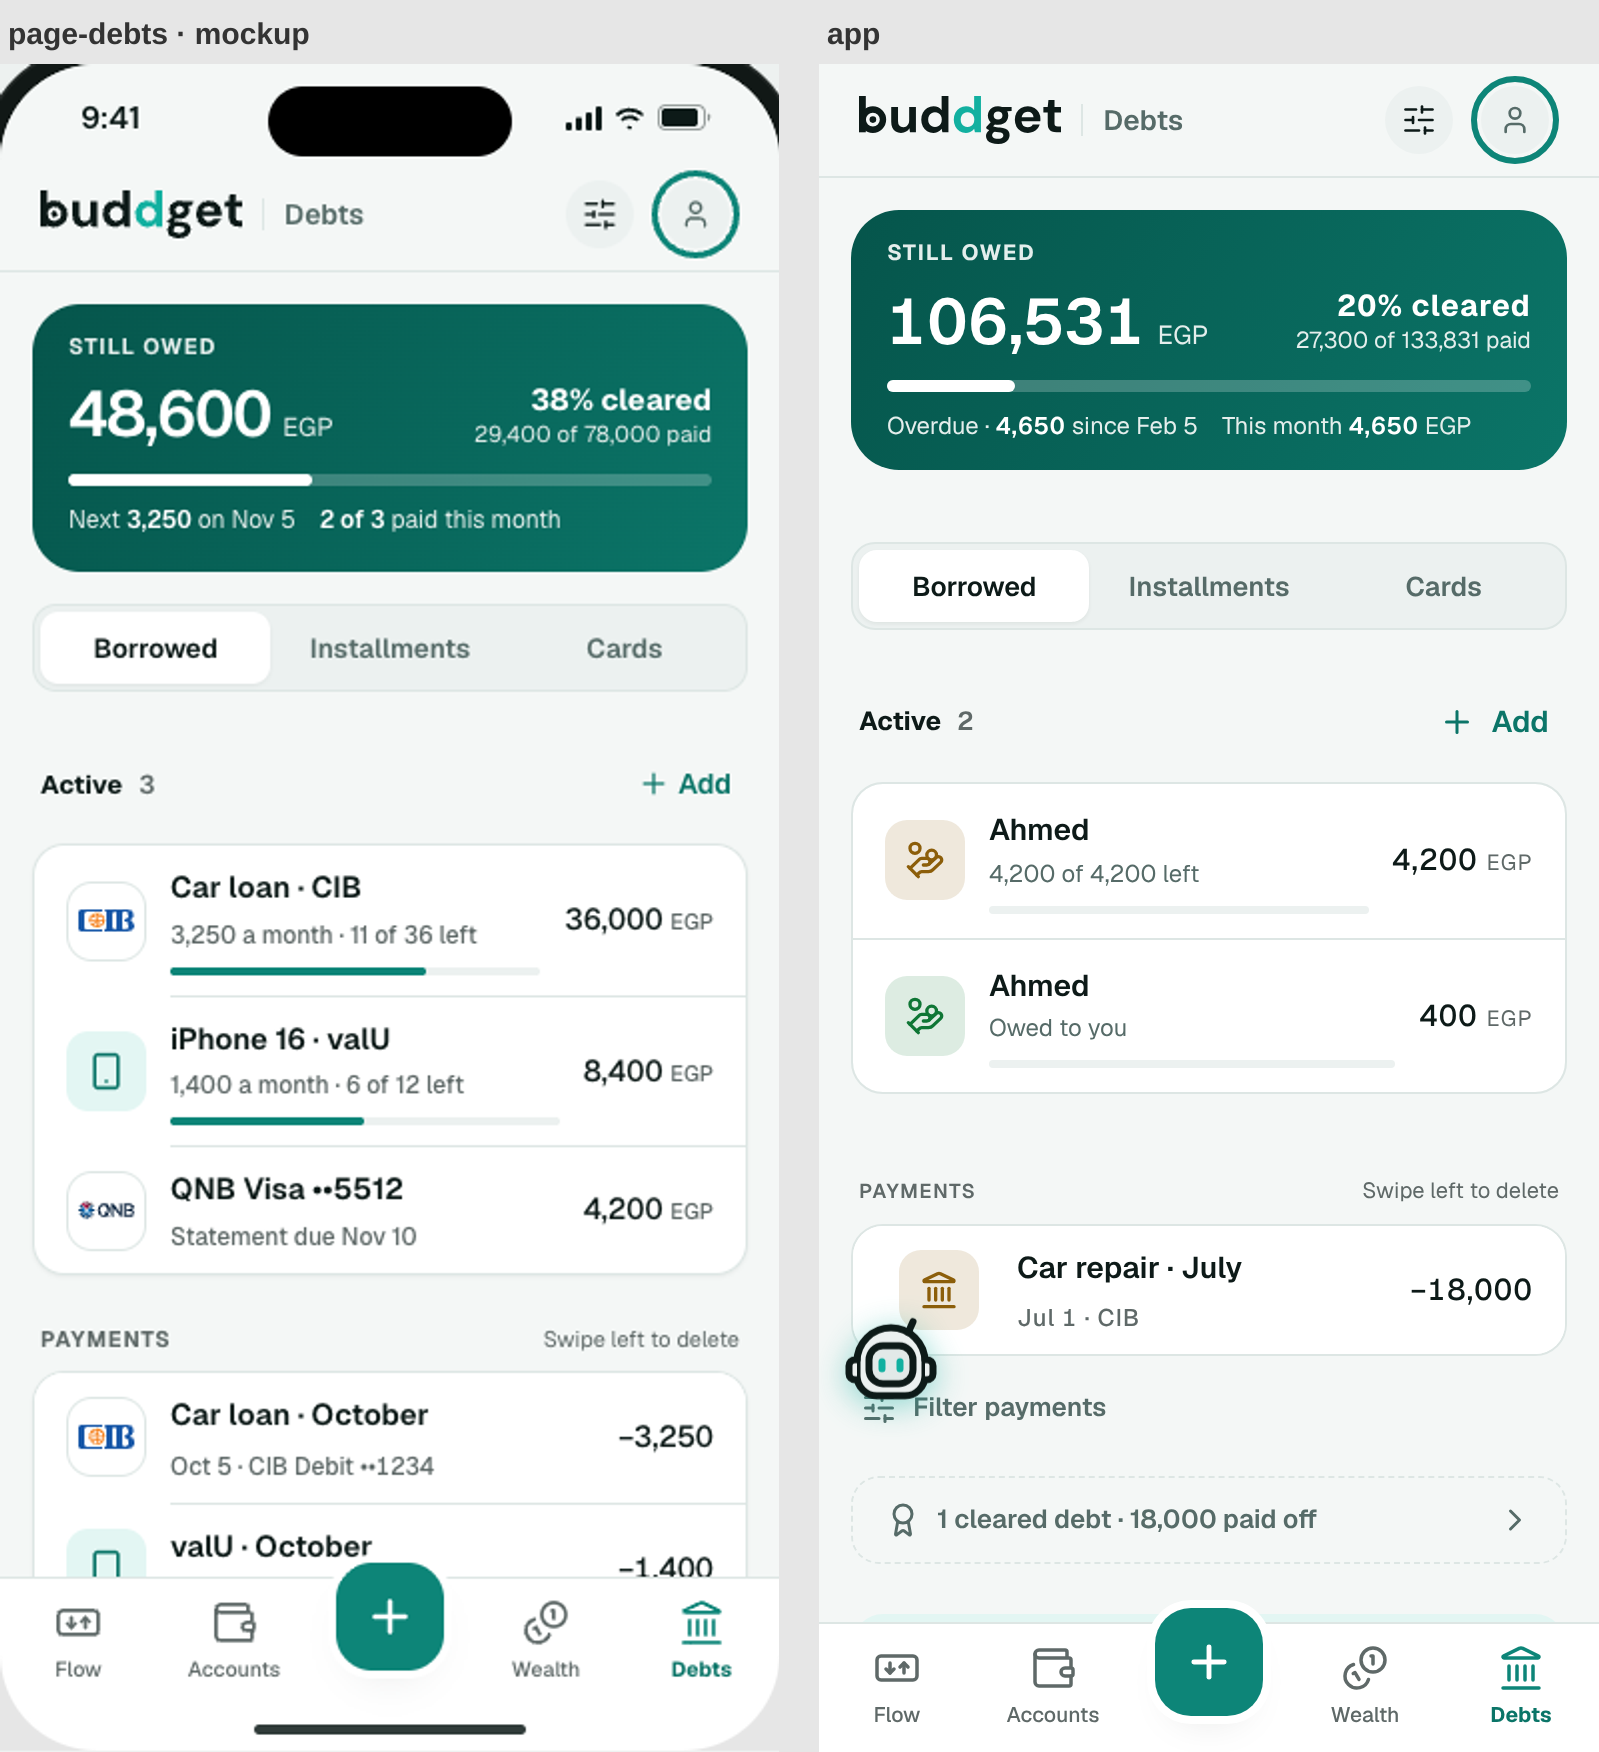 page-debts · mockup
9:41
buddget
Debts
STILL OWED
48,600 EGP
38% cleared
29,400 of 78,000 paid
Next 3,250 on Nov 5 2 of 3 paid this month
Borrowed
Installments
Cards
Active 3
+ Add
CIB
Car loan · CIB
3,250 a month · 11 of 36 left
36,000 EGP
iPhone 16 · valU
1,400 a month · 6 of 12 left
8,400 EGP
QNB
QNB Visa ••5512
Statement due Nov 10
4,200 EGP
PAYMENTS
Swipe left to delete
CIB
Car loan · October
Oct 5 · CIB Debit ••1234
−3,250
valU · October
−1,400
Flow
Accounts
+
Wealth
Debts
app
buddget
Debts
STILL OWED
106,531 EGP
20% cleared
27,300 of 133,831 paid
Overdue · 4,650 since Feb 5 This month 4,650 EGP
Borrowed
Installments
Cards
Active 2
+ Add
Ahmed
4,200 of 4,200 left
4,200 EGP
Ahmed
Owed to you
400 EGP
PAYMENTS
Swipe left to delete
Car repair · July
Jul 1 · CIB
−18,000
Filter payments
1 cleared debt · 18,000 paid off
Flow
Accounts
+
Wealth
Debts